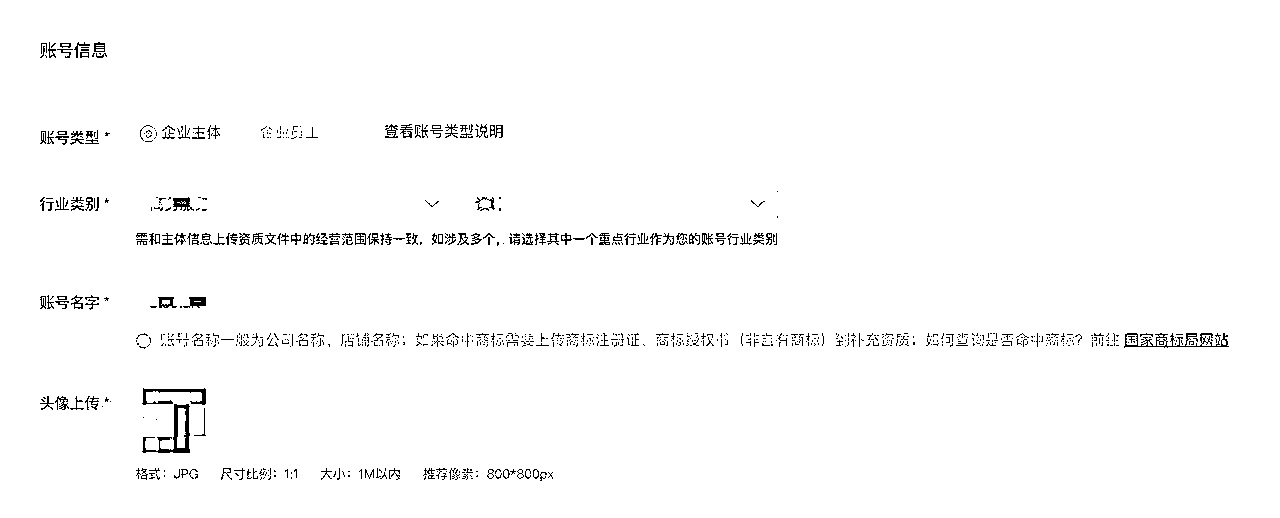 账号信息
账号类型 * 企业主体 企业员工 查看账号类型说明
行业类别 *
需和主体信息上传资质文件中的经营范围保持一致，如涉及多个，请选择其中一个重点行业作为您的账号行业类别
账号名字 *
账号名称一般为公司名称、店铺名称；如果命中商标需要上传商标注册证、商标授权书（非自有商标）到补充资质；如何查询是否命中商标？前往 国家商标局网站
头像上传 *
格式：JPG 尺寸比例：1:1 大小：1M以内 推荐像素：800*800px